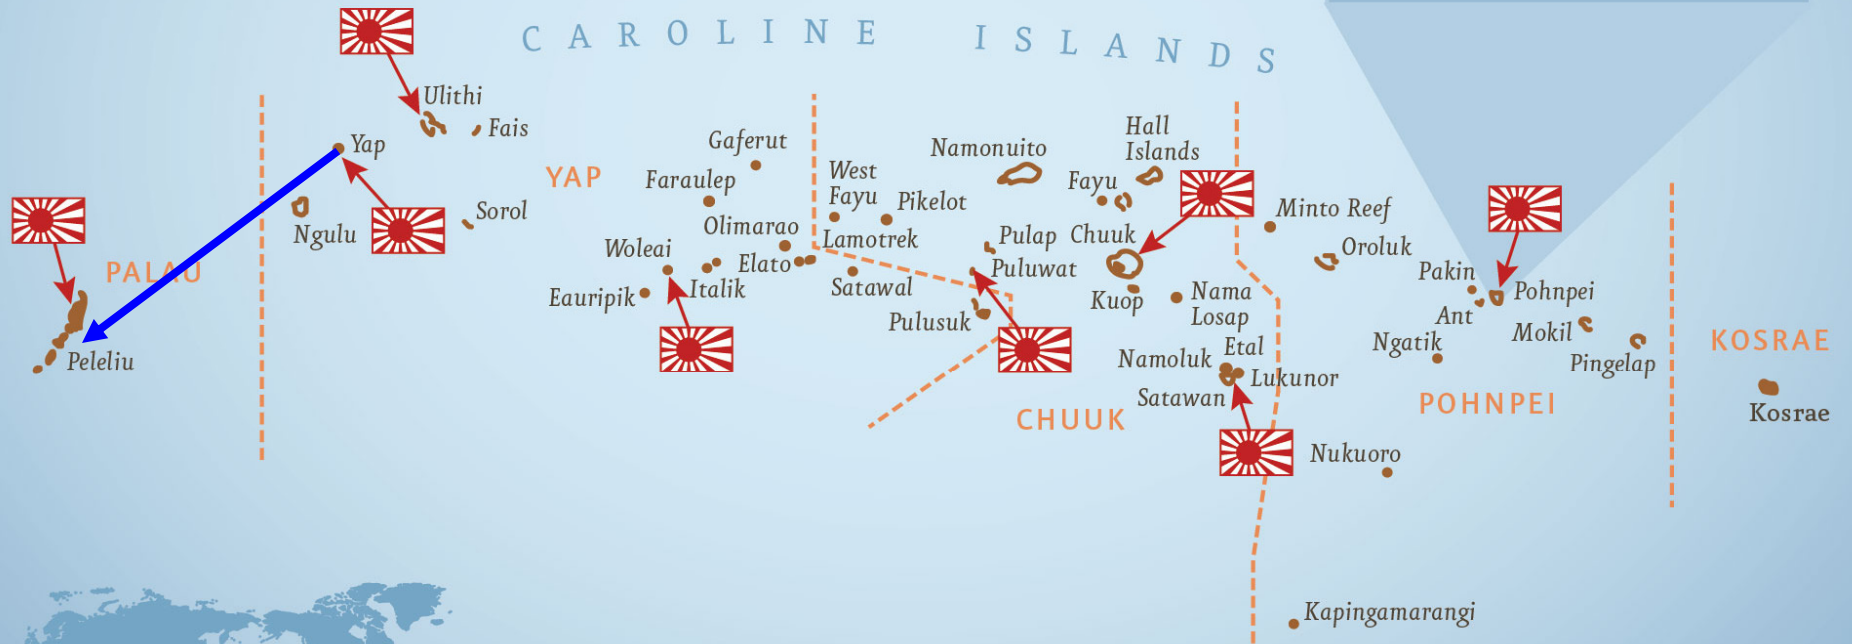 CAROLINE ISLANDS
Ulithi
Fais
Yap
YAP
Sorol
Ngulu
PALAU
Peleliu
Gaferut
Faraulep
Olimarao
Woleai
Elato
Italik
Eauripik
West
Fayu
Pikelot
Lamotrek
Satawal
Namonuito
Hall
Islands
Fayu
Pulap
Chuuk
Puluwat
Kuop
Nama
Losap
Pulusuk
Namoluk
Etal
Lukunor
Satawan
CHUUK
Minto Reef
Oroluk
Pakin
Pohnpei
Ant
Mokil
Ngatik
Pingelap
POHNPEI
Nukuoro
Kapingamarangi
KOSRAE
Kosrae